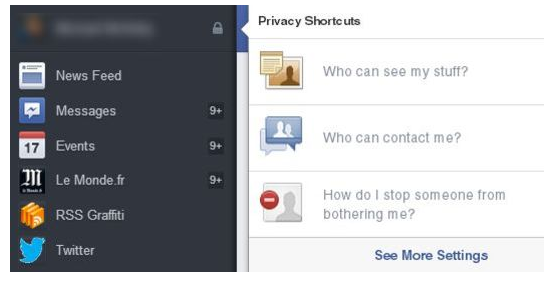 Privacy Shortcuts
News Feed
Messages 9+
17 Events 9+
Le Monde.fr 9+
RSS Graffiti
Twitter
Who can see my stuff?
Who can contact me?
How do I stop someone from
bothering me?
See More Settings